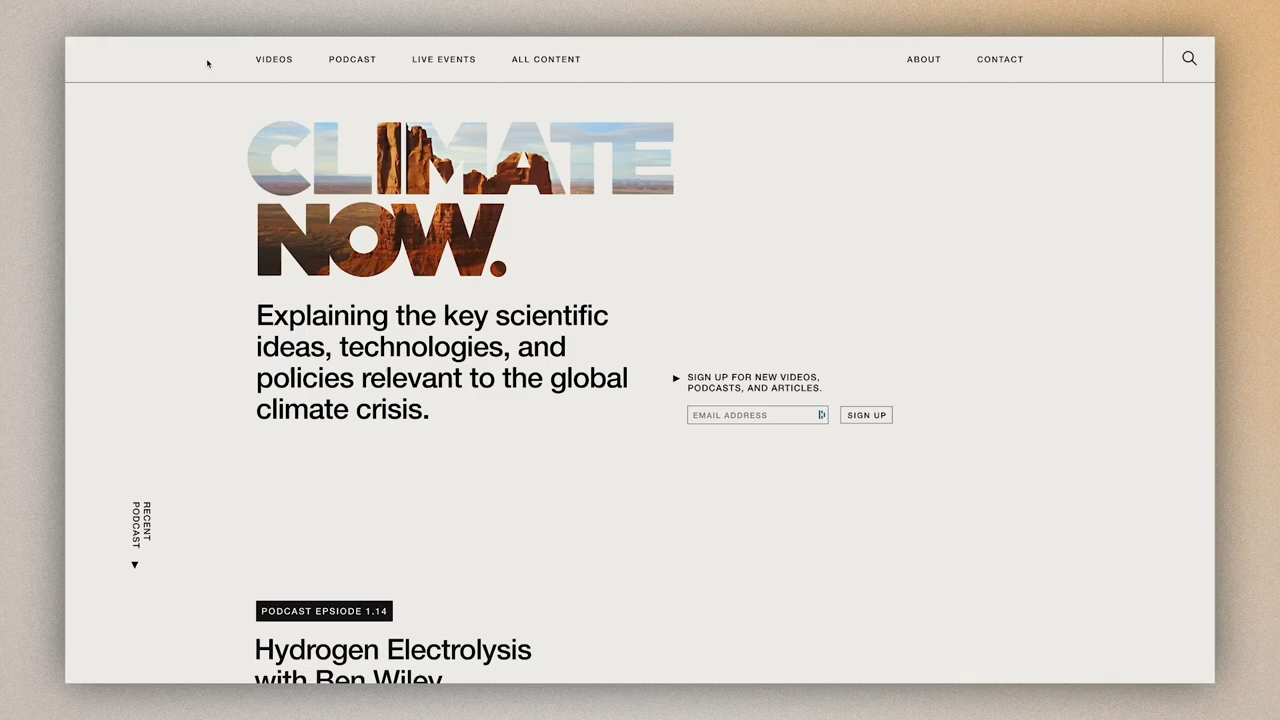 VIDEOS PODCAST LIVE EVENTS ALL CONTENT ABOUT CONTACT
CLIMATE
NOW.
Explaining the key scientific
ideas, technologies, and
policies relevant to the global
climate crisis.
SIGN UP FOR NEW VIDEOS,
PODCASTS, AND ARTICLES.
EMAIL ADDRESS SIGN UP
RECENT
PODCAST
PODCAST EPSIODE 1.14
Hydrogen Electrolysis
with Ben Wiley